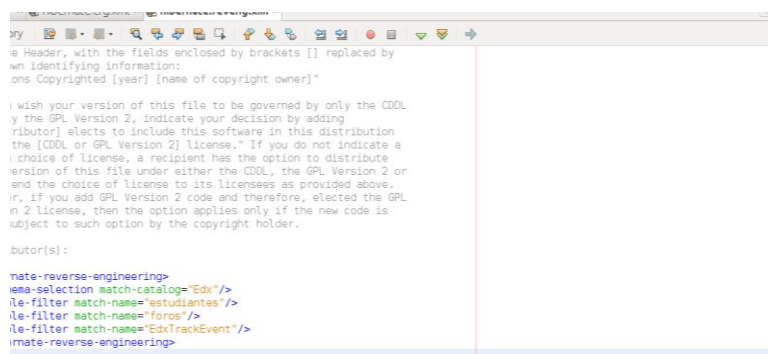 hibernate.reveng.xml
e Header, with the fields enclosed by brackets [] replaced by
wn identifying information:
ons Copyrighted [year] [name of copyright owner]"
wish your version of this file to be governed by only the CDDL
y the GPL Version 2, indicate your decision by adding
ributor] elects to include this software in this distribution
the [CDDL or GPL Version 2] license." If you do not indicate a
choice of license, a recipient has the option to distribute
ersion of this file under either the CDDL, the GPL Version 2 or
end the choice of license to its licensees as provided above.
r, if you add GPL Version 2 code and therefore, elected the GPL
n 2 license, then the option applies only if the new code is
ubject to such option by the copyright holder.
butor(s):
nate-reverse-engineering>
ema-selection match-catalog="Edx"/>
le-filter match-name="estudiantes"/>
le-filter match-name="foros"/>
le-filter match-name="EdxTrackEvent"/>
rnate-reverse-engineering>